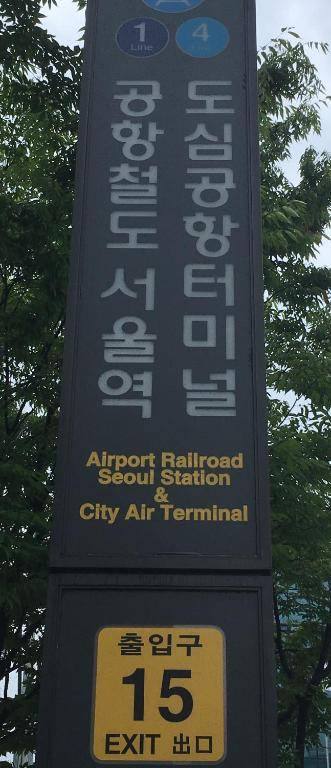 A
1
Line
4
Line
공항철도 서울역
도심공항터미널
Airport Railroad
Seoul Station
&
City Air Terminal
출입구
15
EXIT 出口